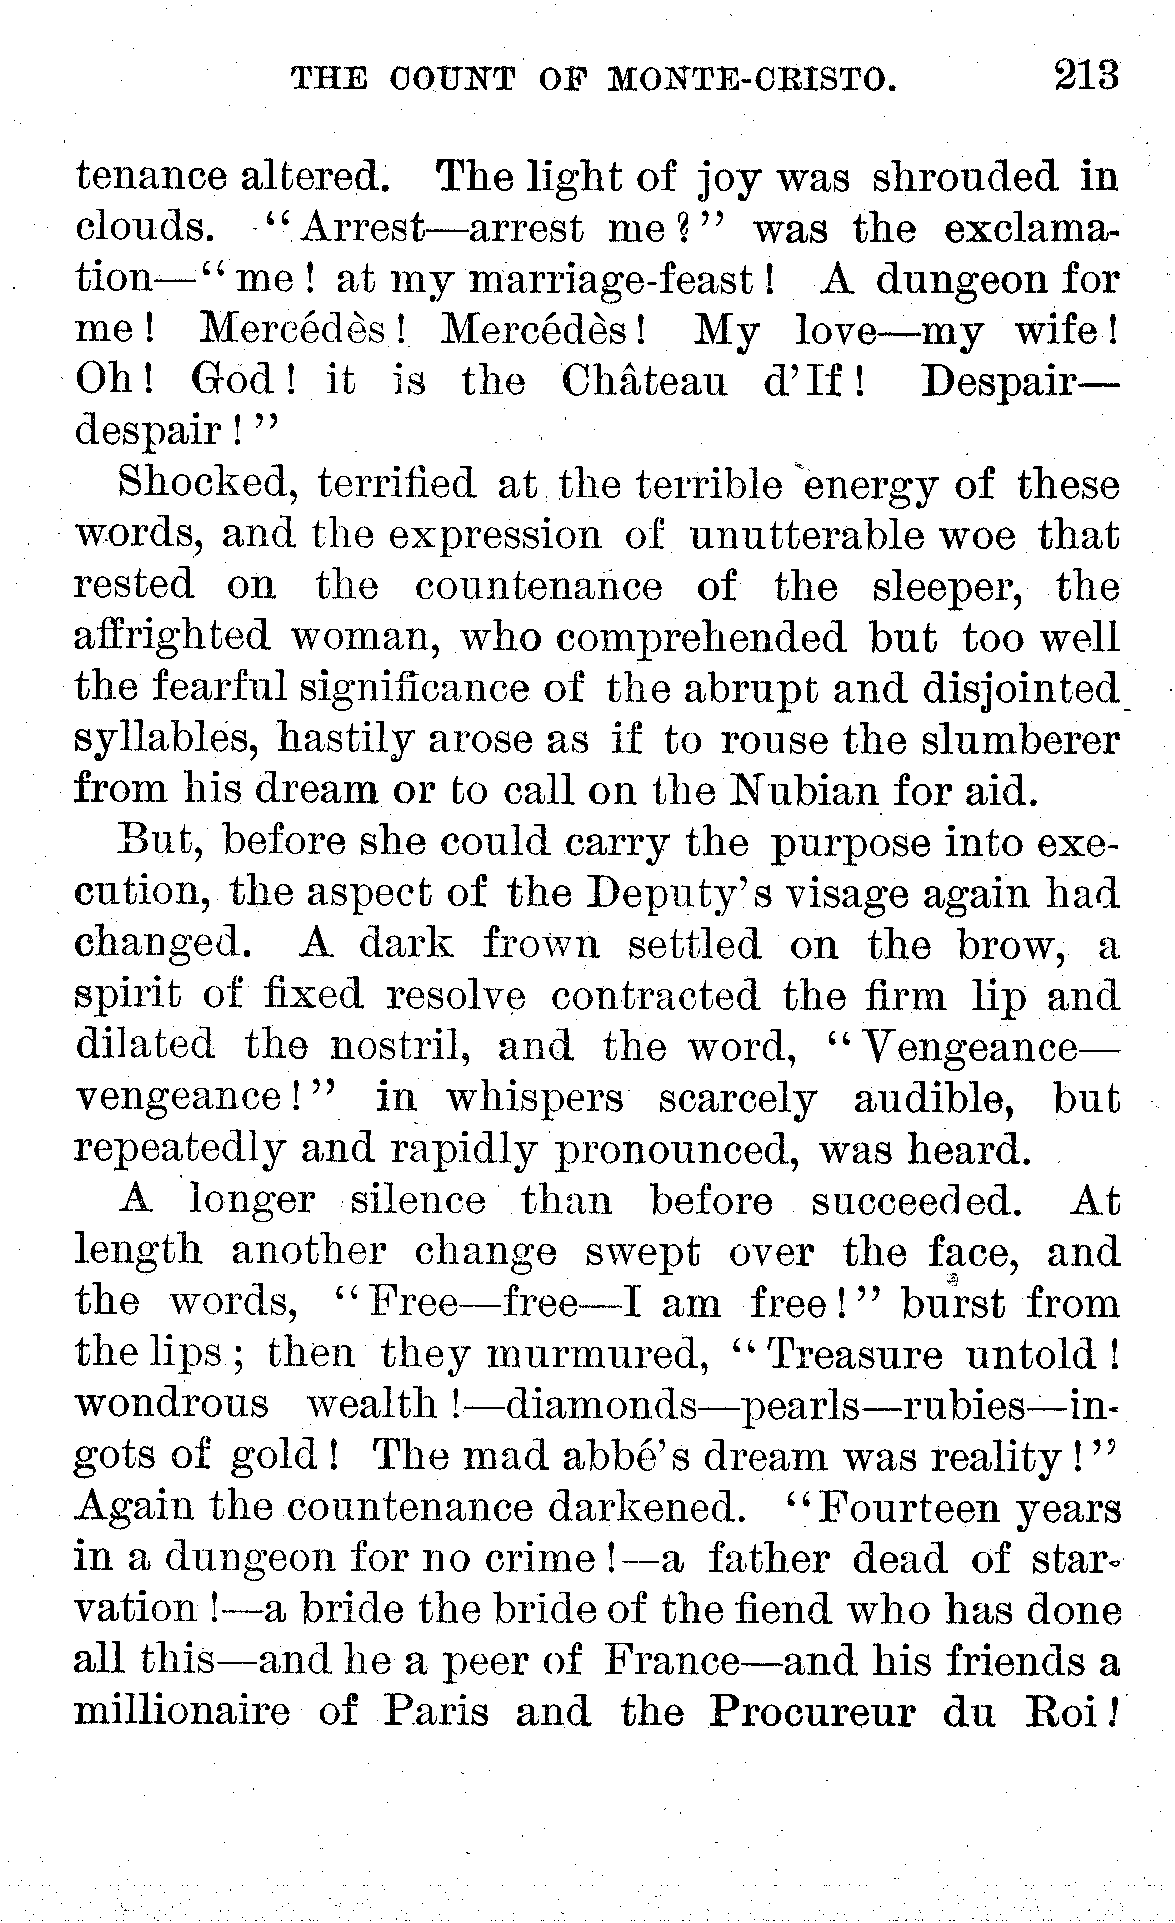 THE COUNT OF MONTE-CRISTO. 213
tenance altered. The light of joy was shrouded in
clouds. "Arrest—arrest me?" was the exclama-
tion—"me! at my marriage-feast! A dungeon for
me! Mercédès! Mercédès! My love—my wife!
Oh! God! it is the Château d'If! Despair—
despair!"
Shocked, terrified at the terrible energy of these
words, and the expression of unutterable woe that
rested on the countenance of the sleeper, the
affrighted woman, who comprehended but too well
the fearful significance of the abrupt and disjointed
syllables, hastily arose as if to rouse the slumberer
from his dream or to call on the Nubian for aid.
But, before she could carry the purpose into exe-
cution, the aspect of the Deputy's visage again had
changed. A dark frown settled on the brow, a
spirit of fixed resolve contracted the firm lip and
dilated the nostril, and the word, "Vengeance—
vengeance!" in whispers scarcely audible, but
repeatedly and rapidly pronounced, was heard.
A longer silence than before succeeded. At
length another change swept over the face, and
the words, "Free—free—I am free!" burst from
the lips; then they murmured, "Treasure untold!
wondrous wealth!—diamonds—pearls—rubies—in-
gots of gold! The mad abbé's dream was reality!"
Again the countenance darkened. "Fourteen years
in a dungeon for no crime!—a father dead of star-
vation!—a bride the bride of the fiend who has done
all this—and he a peer of France—and his friends a
millionaire of Paris and the Procureur du Roi!